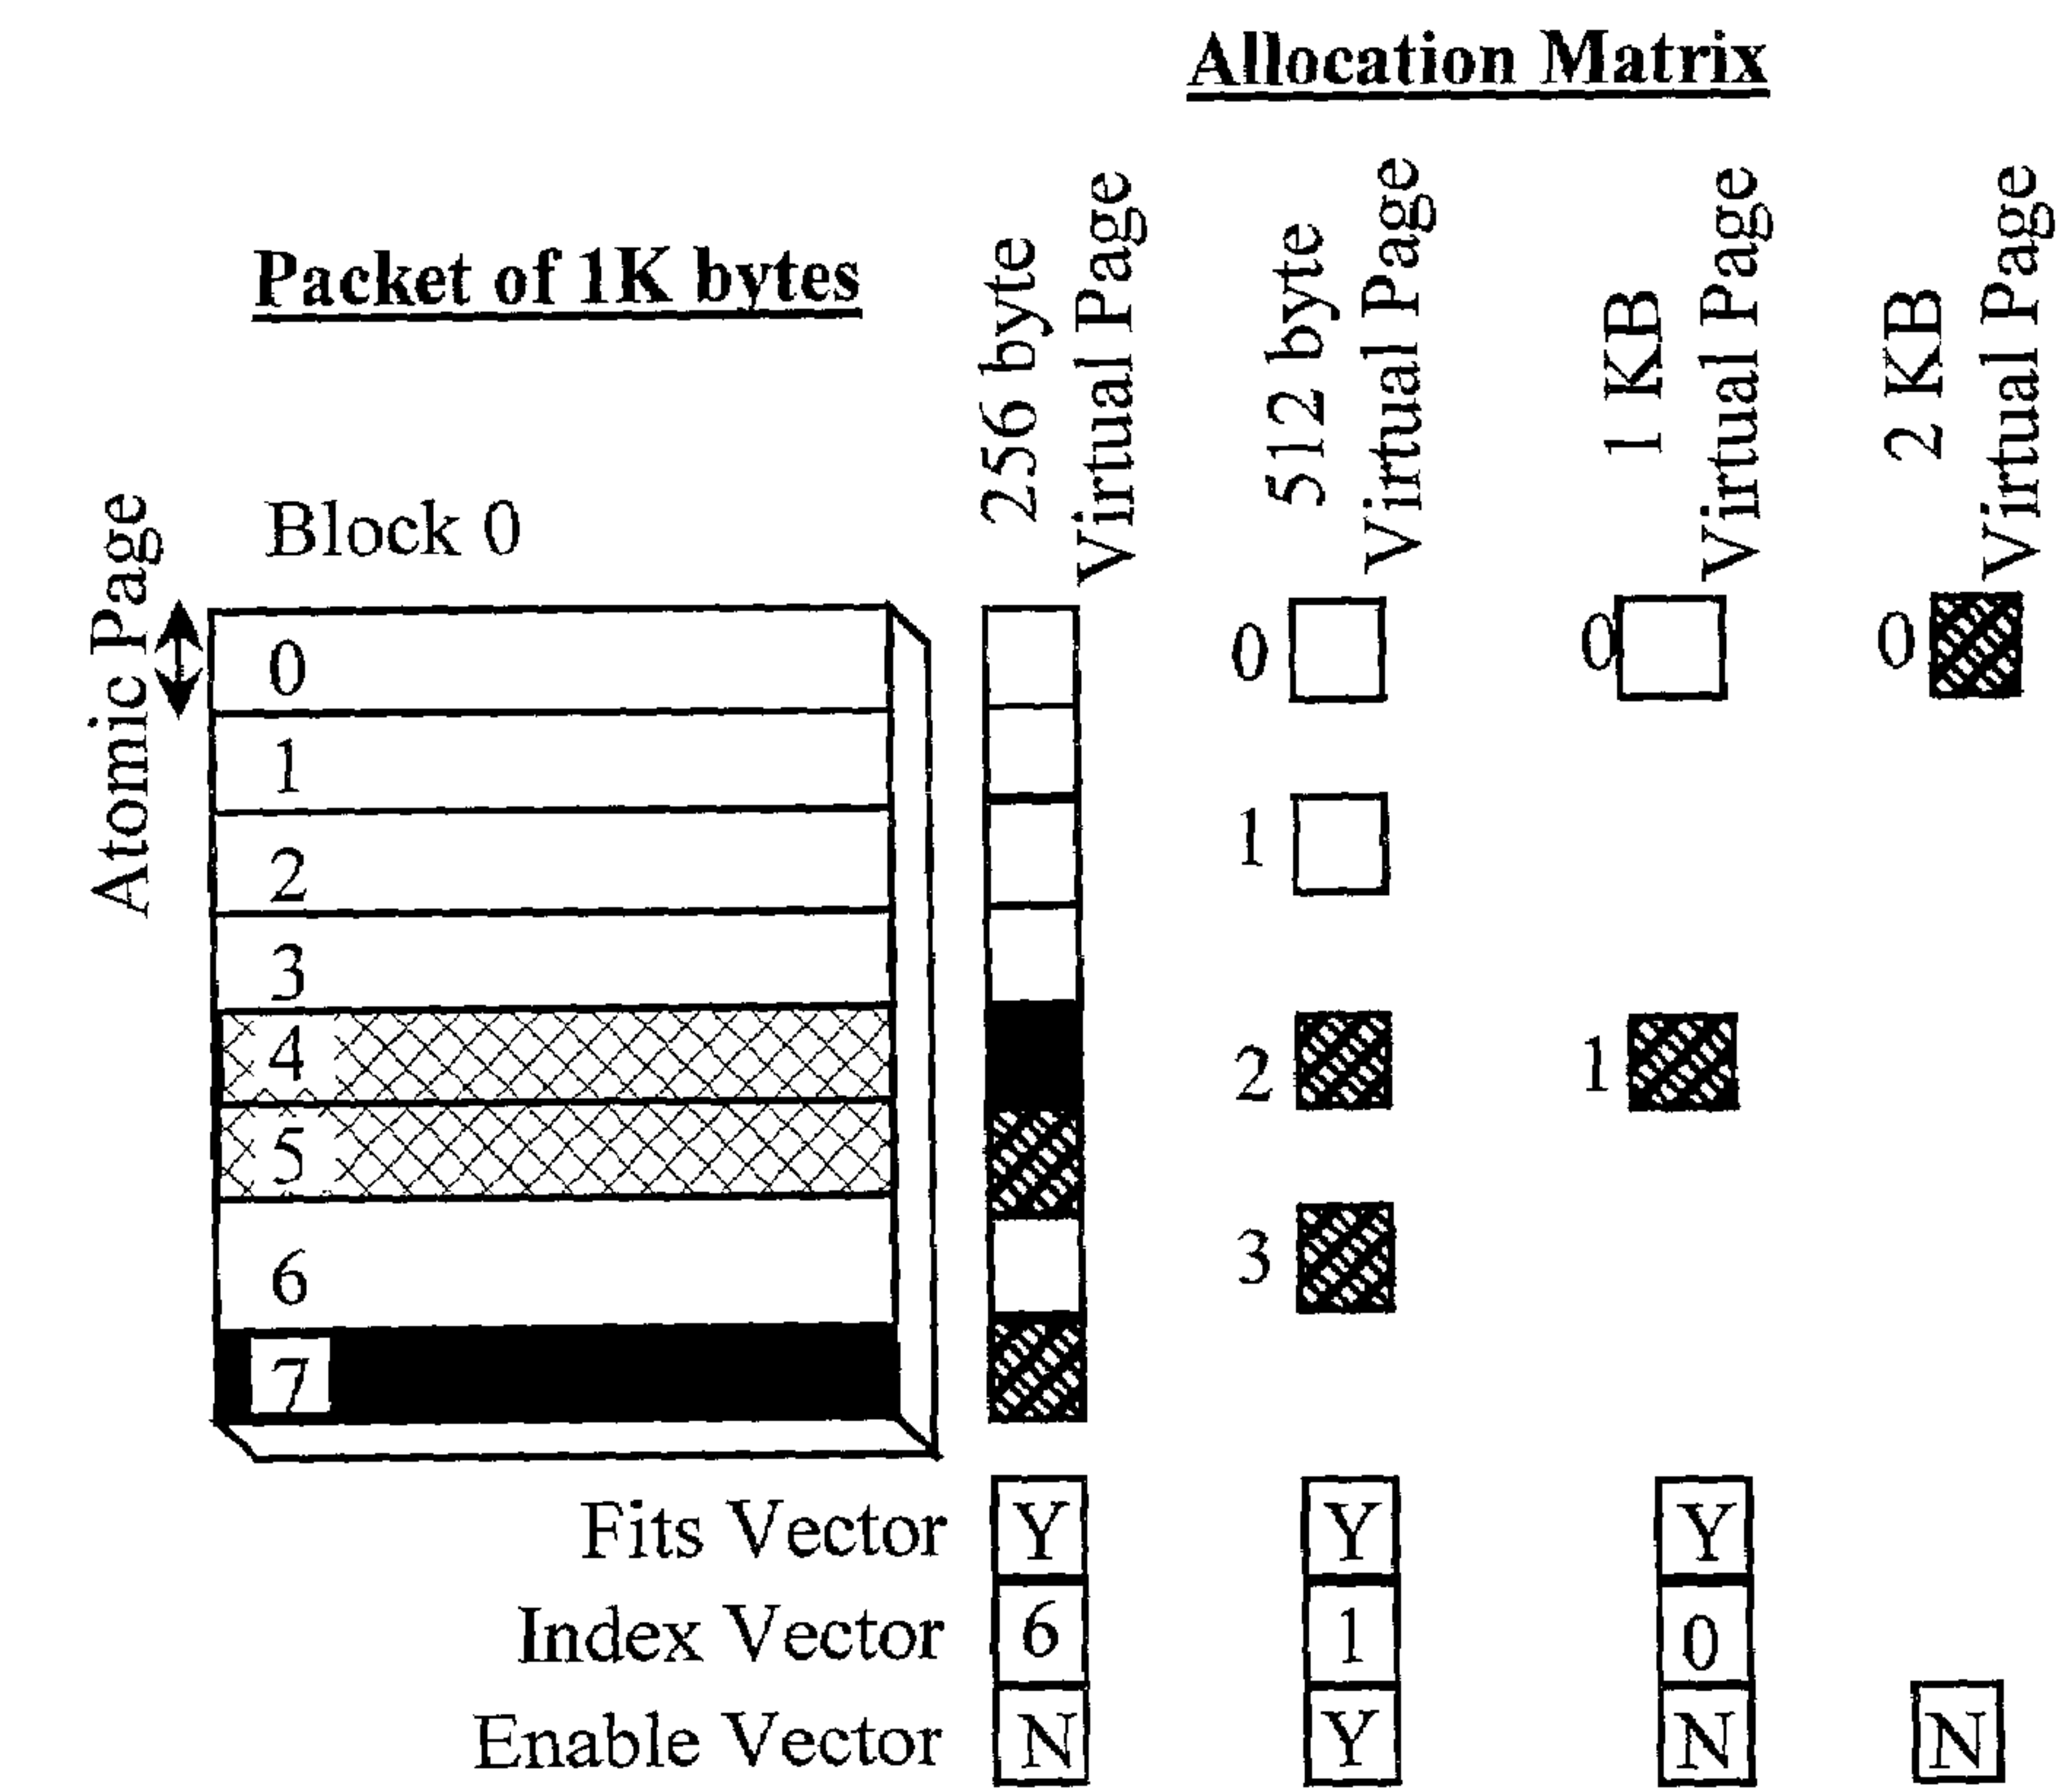 Allocation Matrix
Packet of 1K bytes
256 byte
Virtual Page
512 byte
Virtual Page
1 KB
Virtual Page
2 KB
Virtual Page
Atomic Page
Block 0
0
1
2
3
4
5
6
7
0
1
2
3
0
1
0
Fits Vector Y Y Y
Index Vector 6 1 0
Enable Vector N Y N N